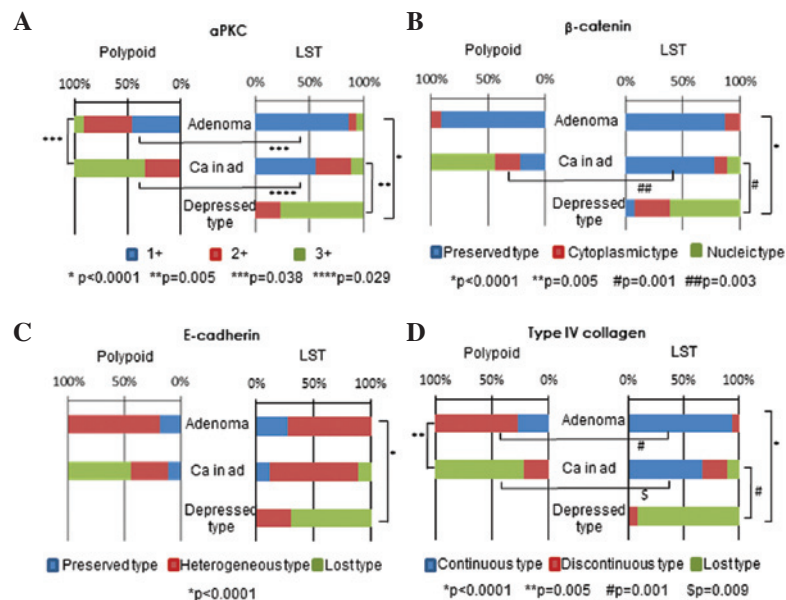 A
aPKC
Polypoid LST
100% 50% 0% 0% 50% 100%
Adenoma
***
***
*
Ca in ad
****
**
Depressed type
1+ 2+ 3+
* p<0.0001 **p=0.005 ***p=0.038 ****p=0.029
B
β-calenin
Polypoid LST
100% 50% 0% 0% 50% 100%
Adenoma
*
Ca in ad
##
#
Depressed type
Preserved type Cytoplasmic type Nucleic type
*p<0.0001 **p=0.005 #p=0.001 ##p=0.003
C
E-cadherin
Polypoid LST
100% 50% 0% 0% 50% 100%
Adenoma
*
Ca in ad
Depressed type
Preserved type Heterogeneous type Lost type
*p<0.0001
D
Type IV collagen
Polypoid LST
100% 50% 0% 0% 50% 100%
Adenoma
**
#
*
Ca in ad
$
#
Depressed type
Continuous type Discontinuous type Lost type
*p<0.0001 **p=0.005 #p=0.001 $p=0.009